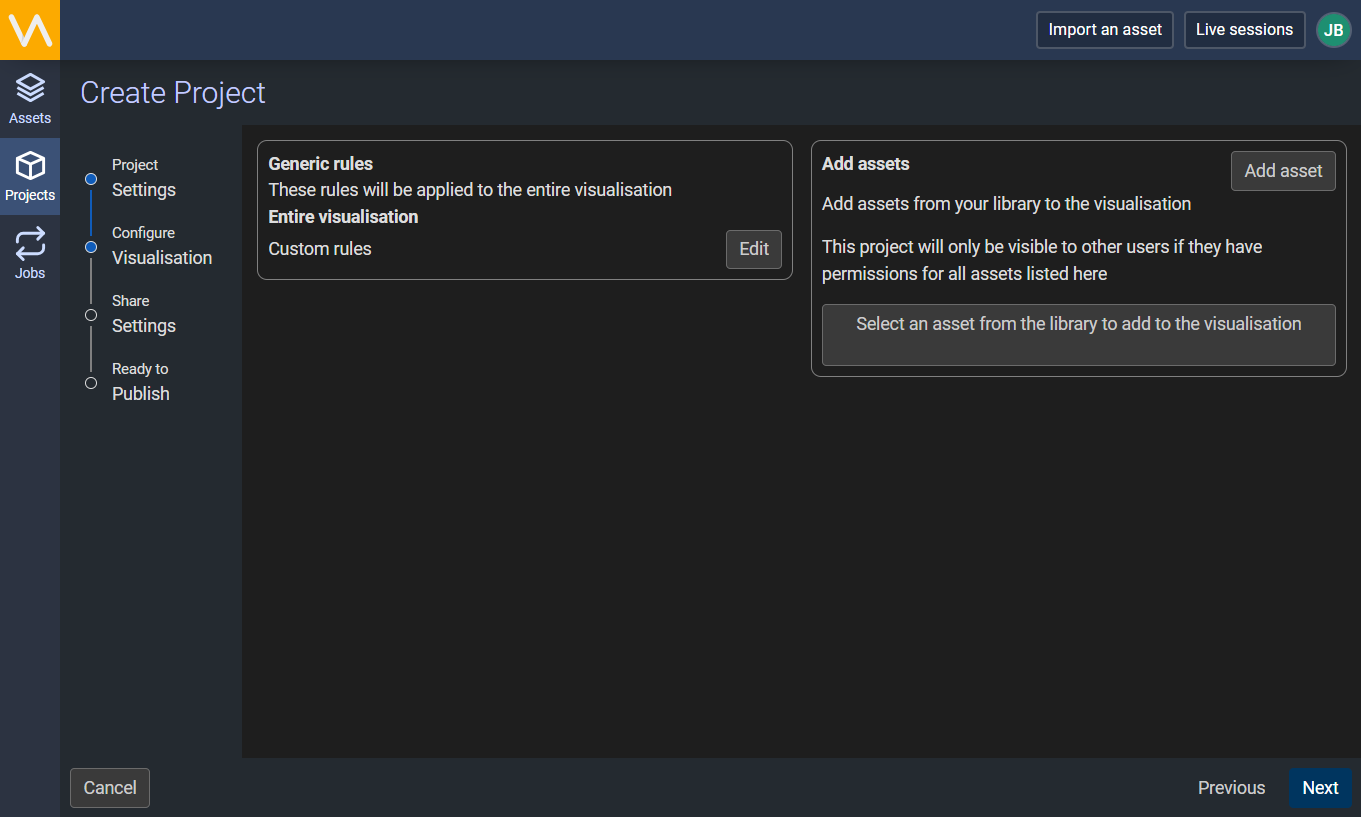 Import an asset
Live sessions
JB
Assets
Projects
Jobs
Create Project
Project
Settings
Configure
Visualisation
Share
Settings
Ready to
Publish
Generic rules
These rules will be applied to the entire visualisation
Entire visualisation
Custom rules
Edit
Add assets
Add asset
Add assets from your library to the visualisation
This project will only be visible to other users if they have
permissions for all assets listed here
Select an asset from the library to add to the visualisation
Cancel
Previous
Next